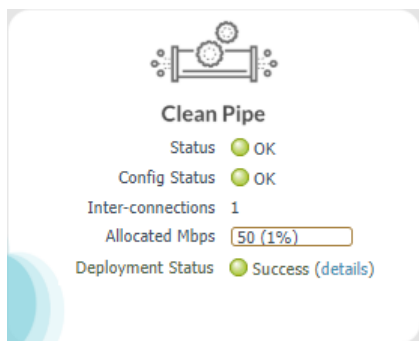 Clean Pipe
Status OK
Config Status OK
Inter-connections 1
Allocated Mbps 50 (1%)
Deployment Status Success (details)